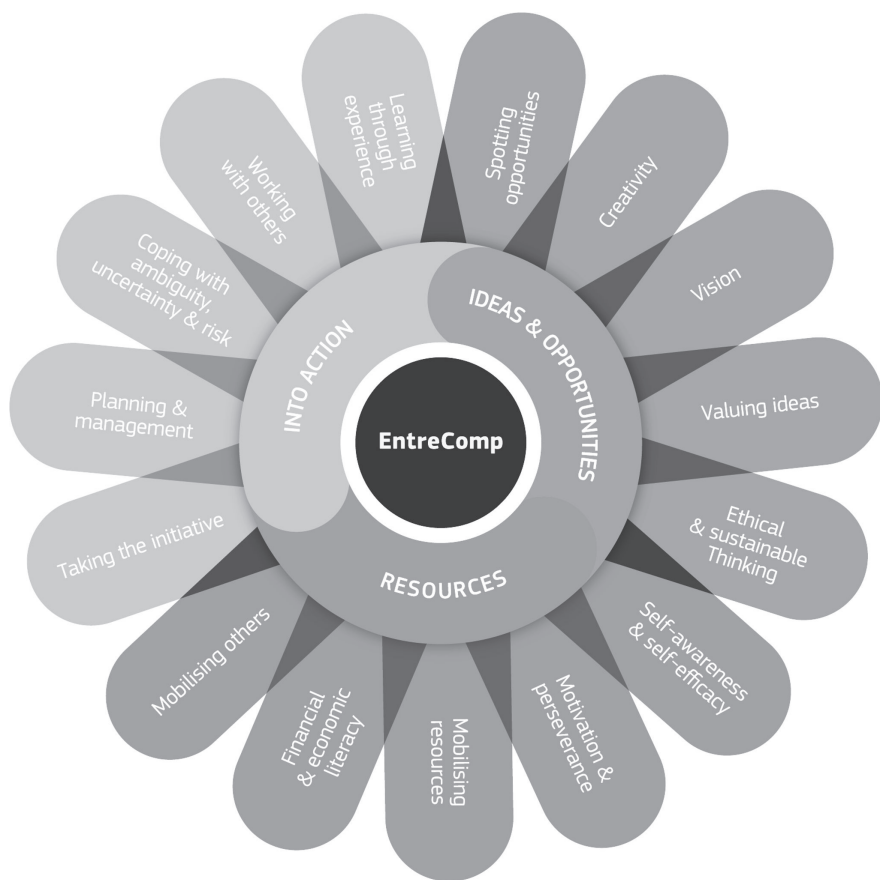 EntreComp
IDEAS & OPPORTUNITIES
Spotting
opportunities
Creativity
Vision
Valuing ideas
Ethical
& sustainable
Thinking
RESOURCES
Self-awareness
& self-efficacy
Motivation &
perseverance
Mobilising
resources
Financial
& economic
literacy
Mobilising others
INTO ACTION
Taking the initiative
Planning &
management
Coping with
ambiguity,
uncertainty & risk
Working
with others
Learning
through
experience